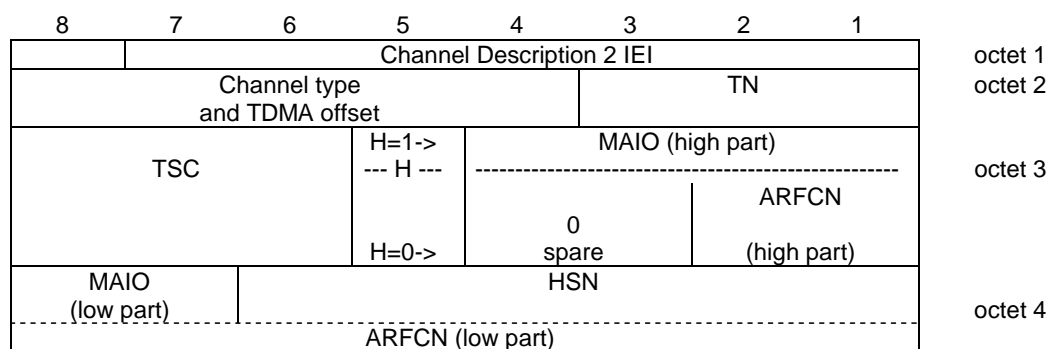 8 7 6 5 4 3 2 1
Channel Description 2 IEI octet 1
Channel type TN octet 2
and TDMA offset
H=1-> MAIO (high part)
TSC --- H --- ------------------------------------------------------ octet 3
ARFCN
0
H=0-> spare (high part)
MAIO HSN
(low part) octet 4
ARFCN (low part)